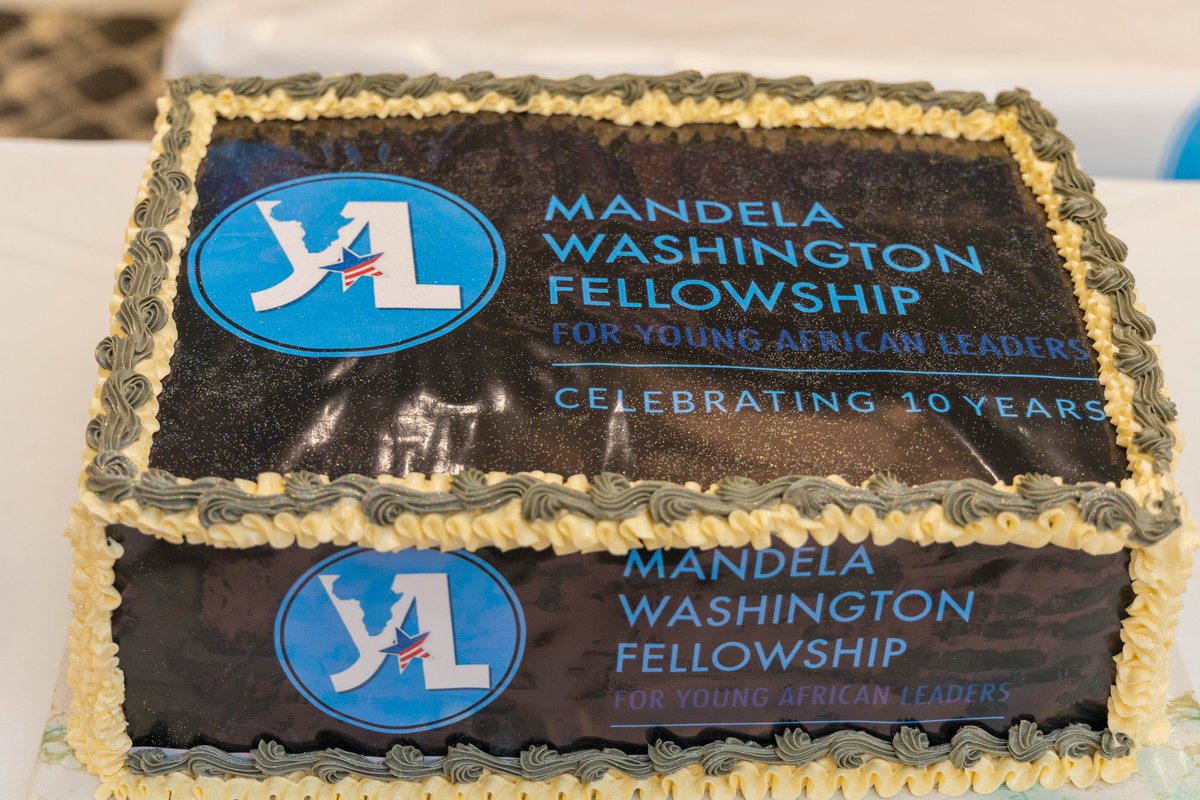 YAL
MANDELA
WASHINGTON
FELLOWSHIP
FOR YOUNG AFRICAN LEADERS
CELEBRATING 10 YEARS
YAL
MANDELA
WASHINGTON
FELLOWSHIP
FOR YOUNG AFRICAN LEADERS